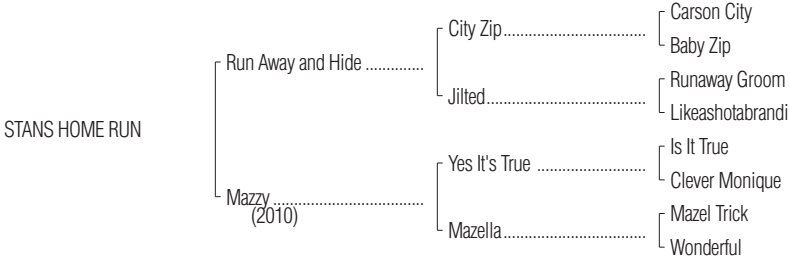 Carson City
City Zip
Baby Zip
Run Away and Hide
Runaway Groom
Jilted
Likeashotabrandi
STANS HOME RUN
Is It True
Yes It's True
Clever Monique
Mazzy
(2010)
Mazel Trick
Mazella
Wonderful